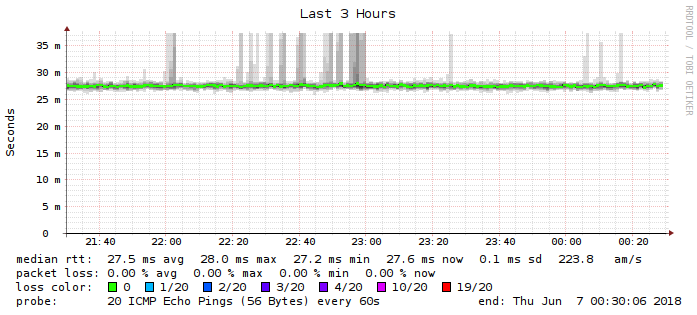 Last 3 Hours
RRDTOOL / TOBI OETIKER
Seconds
35 m
30 m
25 m
20 m
15 m
10 m
5 m
0
21:40 22:00 22:20 22:40 23:00 23:20 23:40 00:00 00:20
median rtt: 27.5 ms avg 28.0 ms max 27.2 ms min 27.6 ms now 0.1 ms sd 223.8 am/s
packet loss: 0.00 % avg 0.00 % max 0.00 % min 0.00 % now
loss color: 0 1/20 2/20 3/20 4/20 10/20 19/20
probe: 20 ICMP Echo Pings (56 Bytes) every 60s end: Thu Jun 7 00:30:06 2018